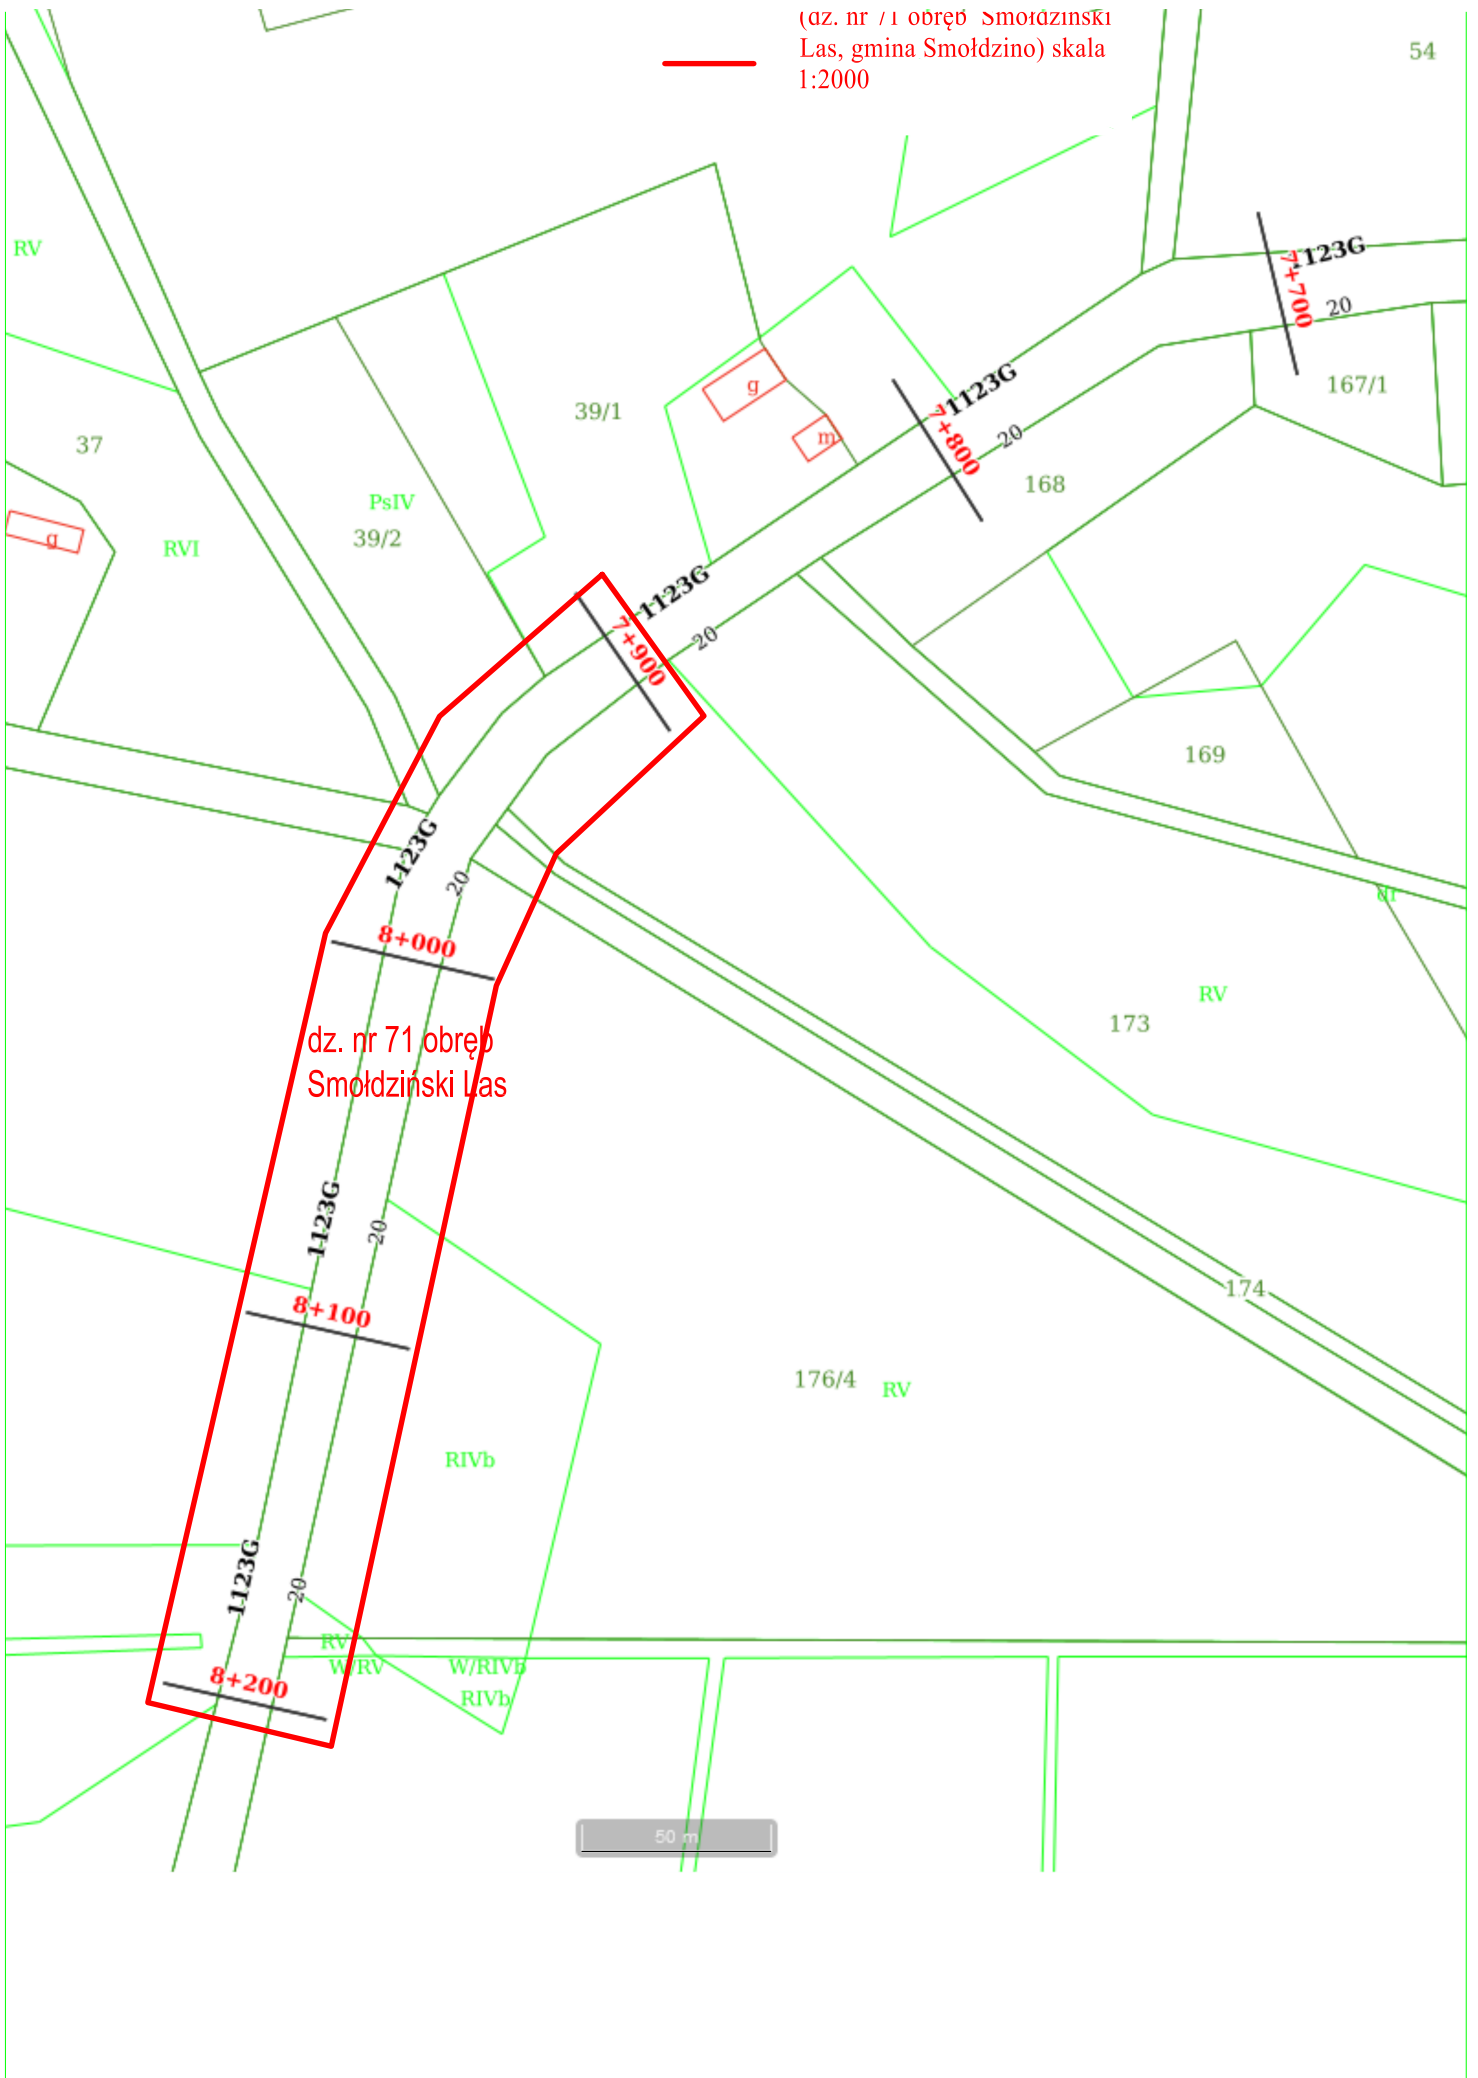 (dz. nr 71 obręb Smołdziński
Las, gmina Smołdzino) skala
1:2000
54
RV
1123G
7+700
20
167/1
1123G
7+800
20
168
39/1
g
m
37
PsIV
39/2
RVI
g
1123G
7+900
20
169
dr
1123G
20
8+000
RV
173
dz. nr 71 obręb
Smołdziński Las
1123G
20
174
8+100
176/4
RV
RIVb
1123G
20
RV
W/RV
W/RIVb
RIVb
8+200
50 m